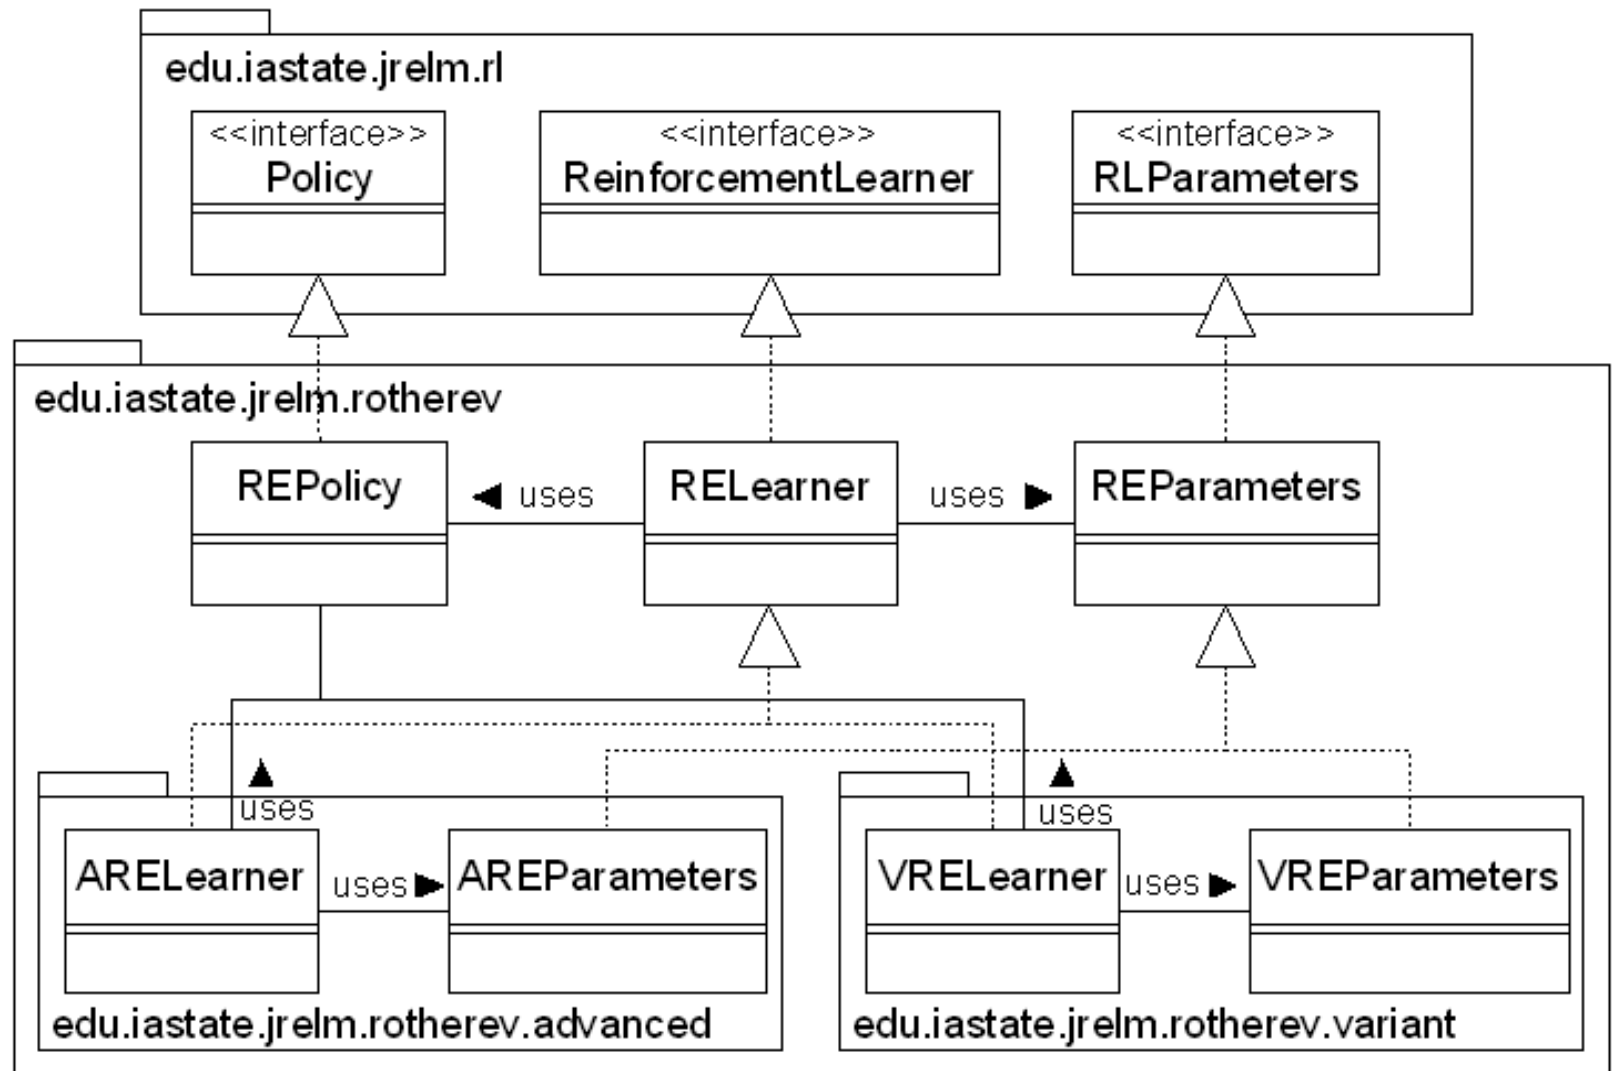 edu.iastate.jrelm.rl
<<interface>>
Policy
<<interface>>
ReinforcementLearner
<<interface>>
RLParameters
edu.iastate.jrelm.rotherev
REPolicy
uses
RELearner
uses
REParameters
uses
uses
ARELearner
uses
AREParameters
VRELearner
uses
VREParameters
edu.iastate.jrelm.rotherev.advanced
edu.iastate.jrelm.rotherev.variant